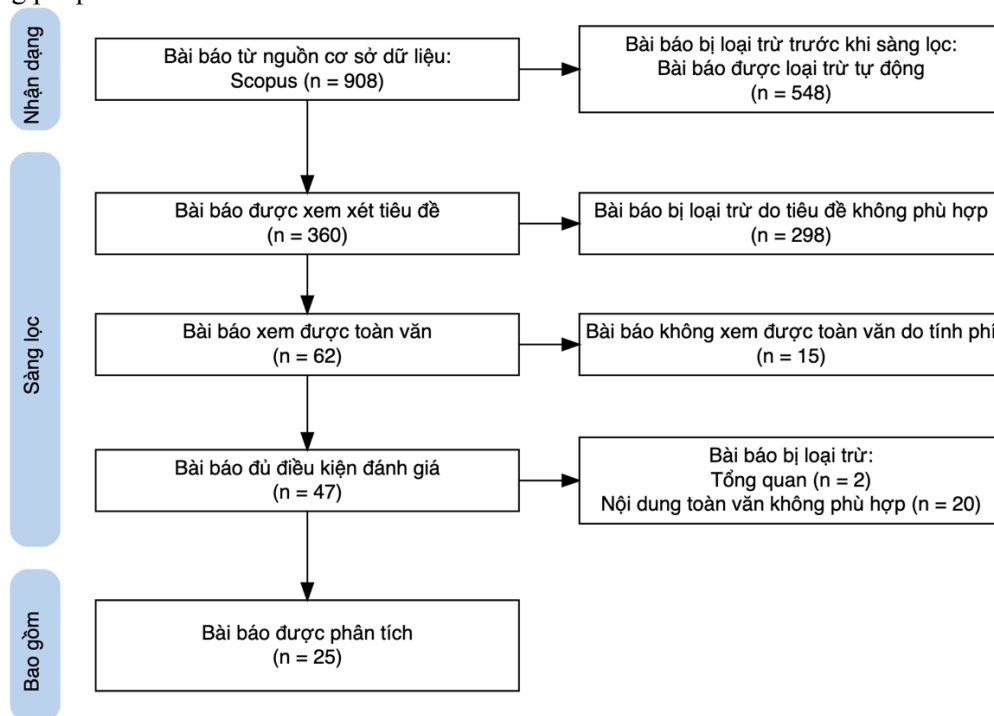 Nhận dạng
Bài báo từ nguồn cơ sở dữ liệu:
Scopus (n = 908)
Bài báo bị loại trừ trước khi sàng lọc:
Bài báo được loại trừ tự động
(n = 548)
Sàng lọc
Bài báo được xem xét tiêu đề
(n = 360)
Bài báo bị loại trừ do tiêu đề không phù hợp
(n = 298)
Bài báo xem được toàn văn
(n = 62)
Bài báo không xem được toàn văn do tính phí
(n = 15)
Bài báo đủ điều kiện đánh giá
(n = 47)
Bài báo bị loại trừ:
Tổng quan (n = 2)
Nội dung toàn văn không phù hợp (n = 20)
Bao gồm
Bài báo được phân tích
(n = 25)